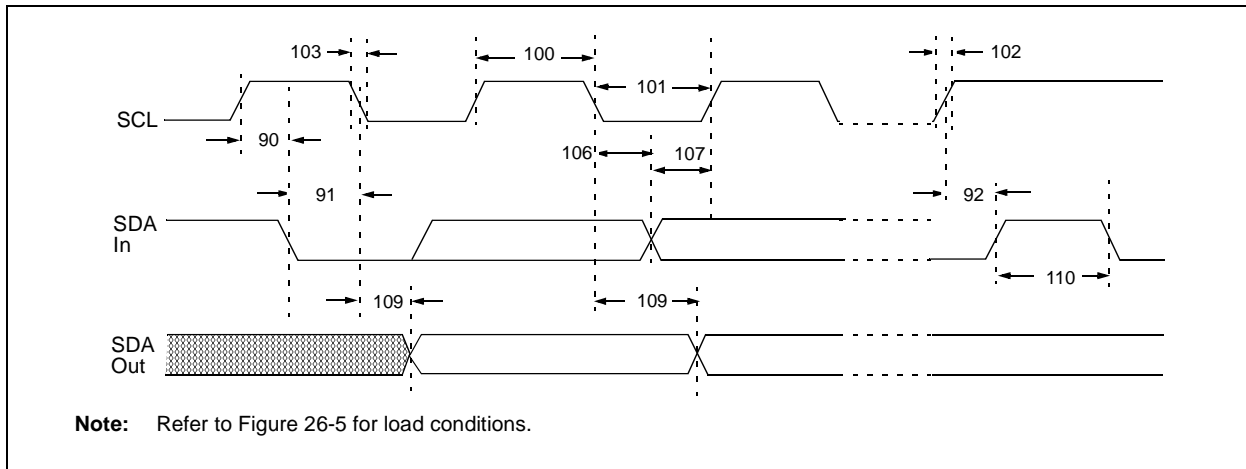 103
100
102
101
SCL
90
106
107
91
92
SDA
In
110
109
109
SDA
Out
Note: Refer to Figure 26-5 for load conditions.